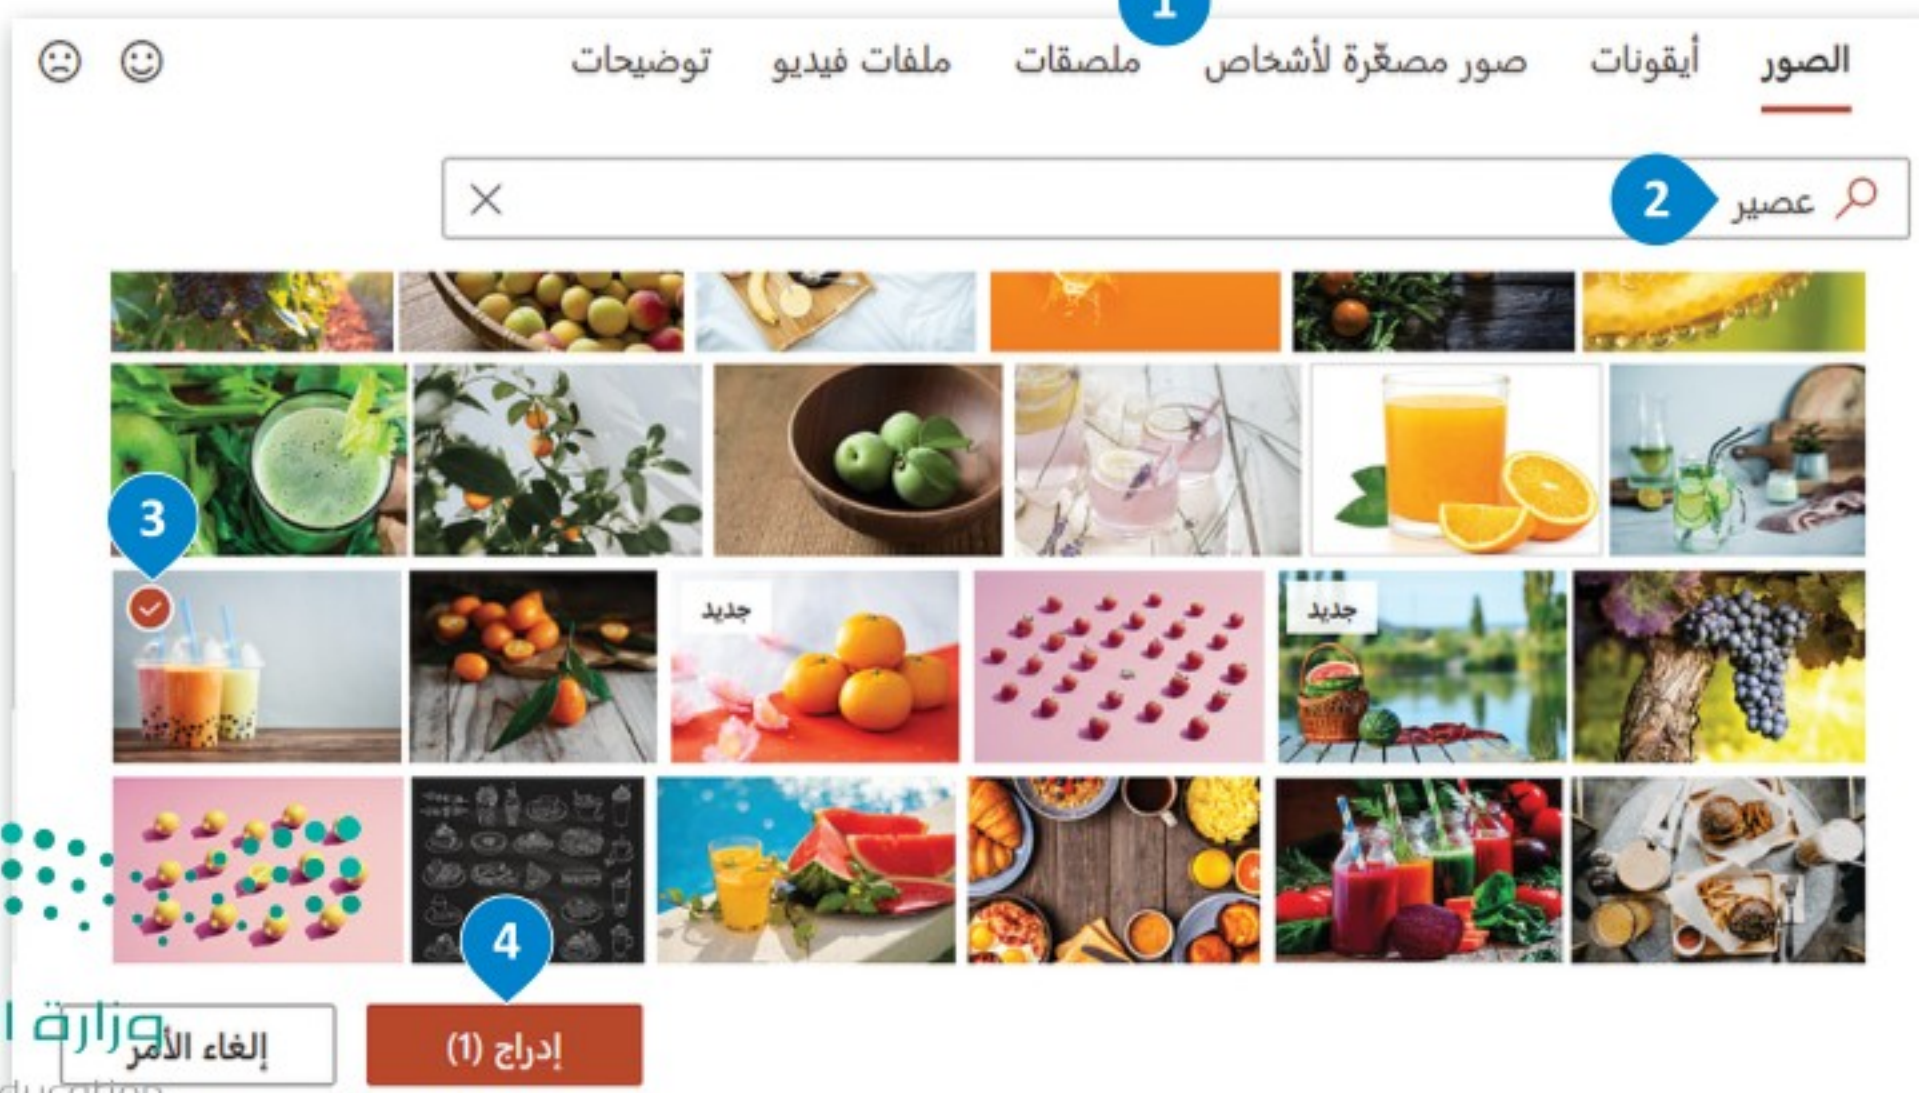 1
الصور أيقونات صور مصغّرة لأشخاص ملصقات ملفات فيديو توضيحات
عصير
2
3
جديد
جديد
4
إدراج (1)
إلغاء الأمر
وزارة